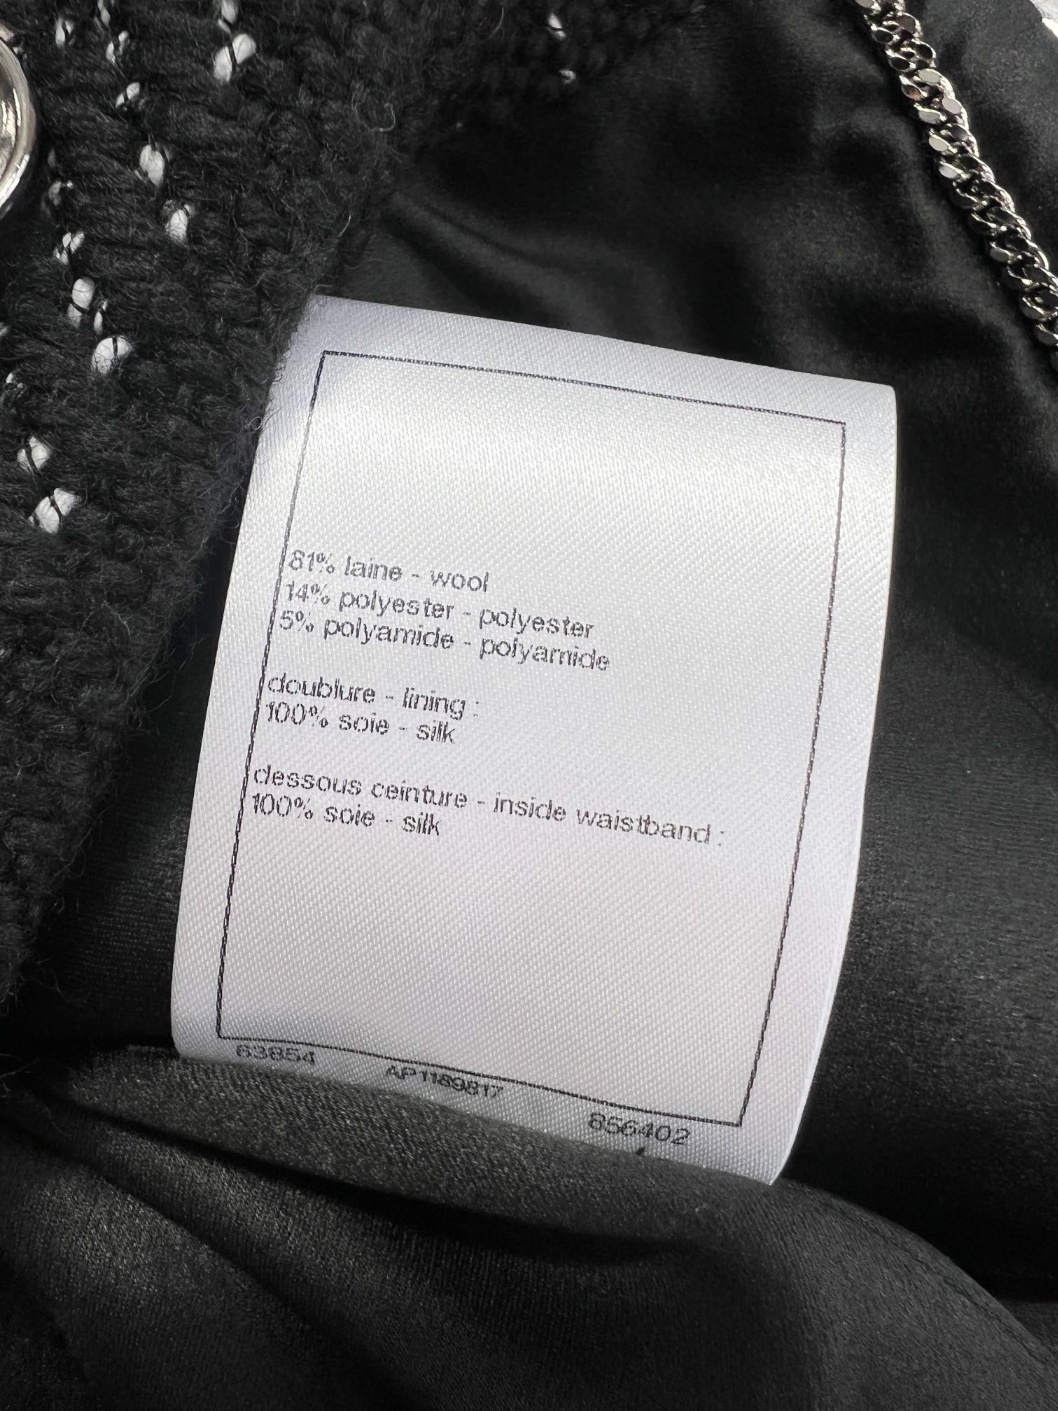 81% laine - wool
14% polyester - polyester
5% polyamide - polyamide
doublure - lining :
100% soie - silk
dessous ceinture - inside waistband :
100% soie - silk
63854 AP1189817 856402